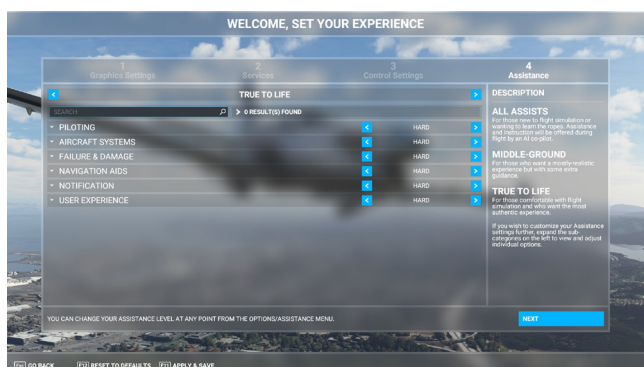 WELCOME, SET YOUR EXPERIENCE
1
Graphics Settings
2
Services
3
Control Settings
4
Assistance
TRUE TO LIFE
SEARCH
0 RESULT(S) FOUND
PILOTING
HARD
AIRCRAFT SYSTEMS
HARD
FAILURE & DAMAGE
HARD
NAVIGATION AIDS
HARD
NOTIFICATION
HARD
USER EXPERIENCE
HARD
DESCRIPTION
ALL ASSISTS
For those new to flight simulation or
wanting to learn the ropes. Assistance
and instruction will be offered during
flight by an AI co-pilot.
MIDDLE-GROUND
For those who want a mostly-realistic
experience but with some extra
guidance.
TRUE TO LIFE
For those comfortable with flight
simulation and who want the most
authentic experience.
If you wish to customize your Assistance
settings further, expand the sub-
categories on the left to view and adjust
individual options.
YOU CAN CHANGE YOUR ASSISTANCE LEVEL AT ANY POINT FROM THE OPTIONS/ASSISTANCE MENU.
NEXT
Esc GO BACK
F12 RESET TO DEFAULTS
F11 APPLY & SAVE